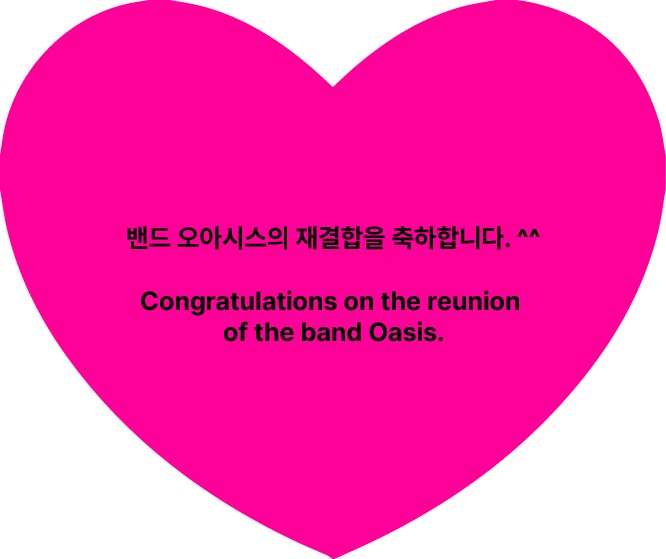 밴드 오아시스의 재결합을 축하합니다. ^^
Congratulations on the reunion
of the band Oasis.